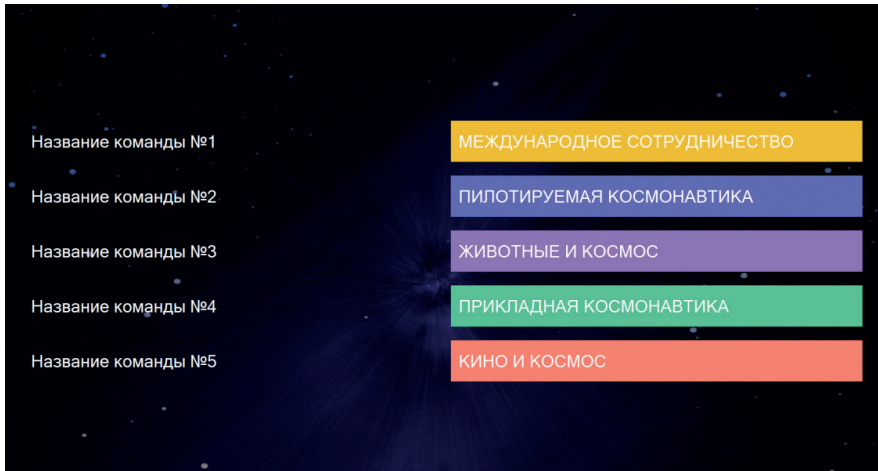 Название команды №1 МЕЖДУНАРОДНОЕ СОТРУДНИЧЕСТВО
Название команды №2 ПИЛОТИРУЕМАЯ КОСМОНАВТИКА
Название команды №3 ЖИВОТНЫЕ И КОСМОС
Название команды №4 ПРИКЛАДНАЯ КОСМОНАВТИКА
Название команды №5 КИНО И КОСМОС